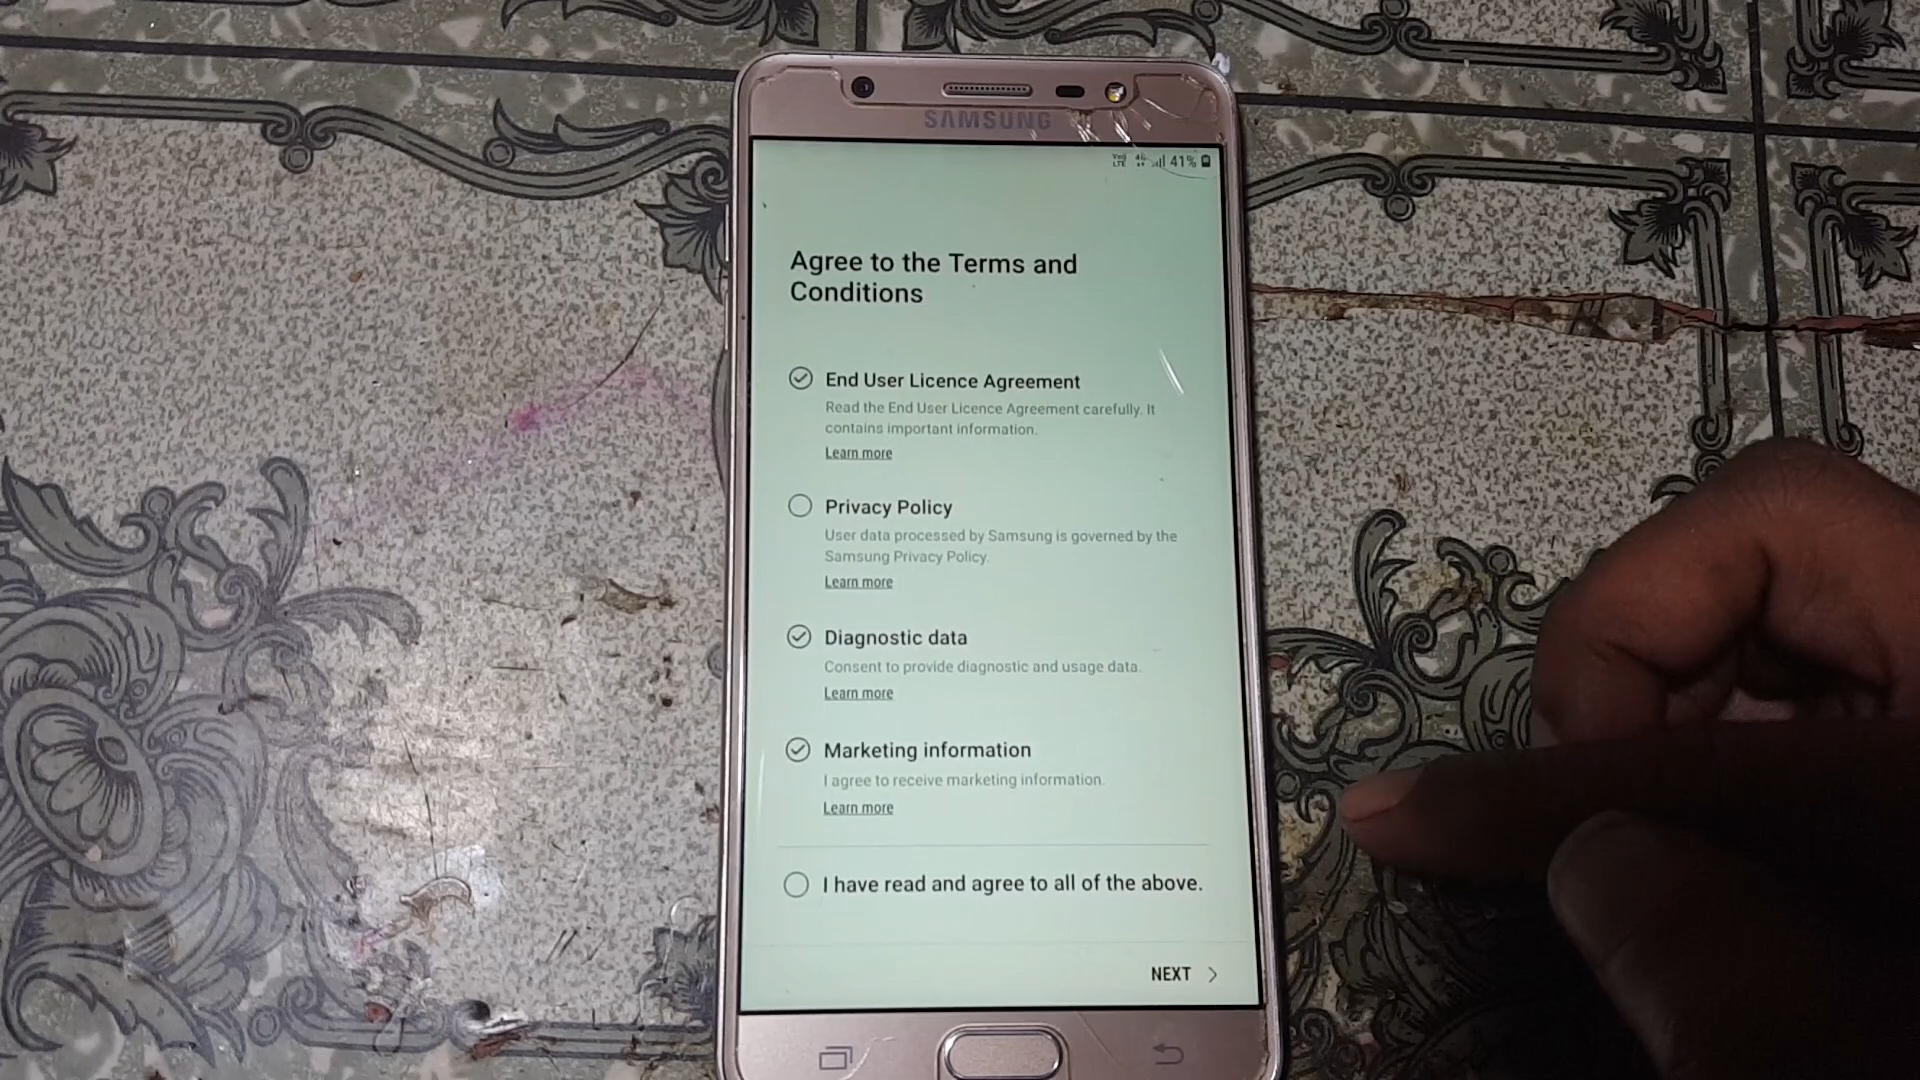 SAMSUNG
41%
Agree to the Terms and
Conditions
End User Licence Agreement
Read the End User Licence Agreement carefully. It
contains important information.
Learn more
Privacy Policy
User data processed by Samsung is governed by the
Samsung Privacy Policy.
Learn more
Diagnostic data
Consent to provide diagnostic and usage data.
Learn more
Marketing information
I agree to receive marketing information.
Learn more
I have read and agree to all of the above.
NEXT